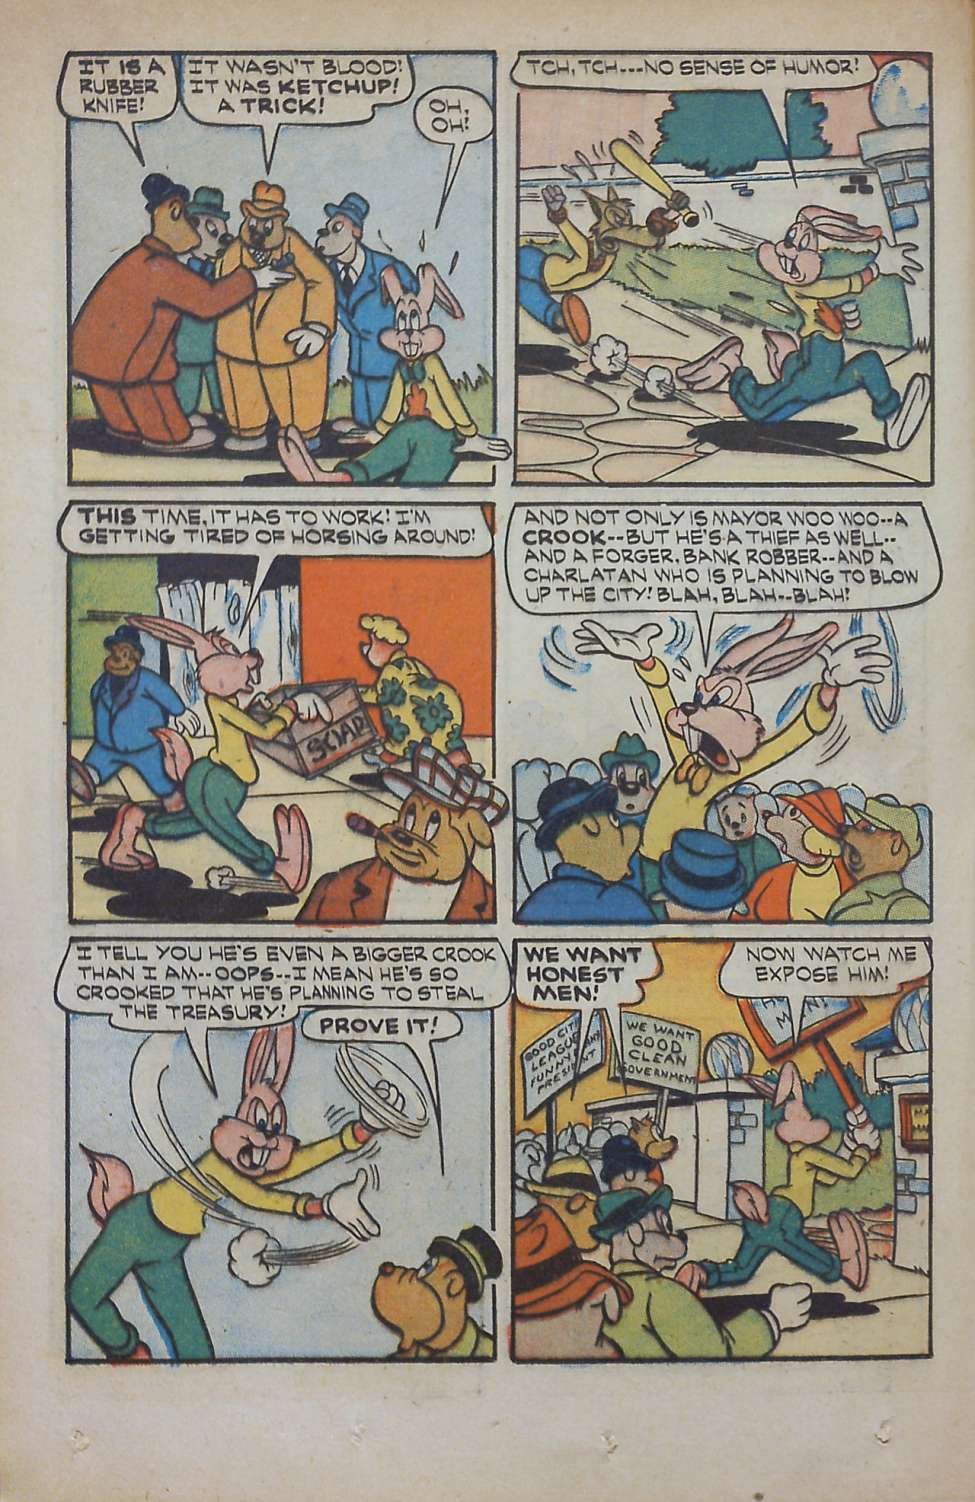 IT IS A
RUBBER
KNIFE!
IT WASN'T BLOOD!
IT WAS KETCHUP!
A TRICK!
OH,
OH!
TCH, TCH---NO SENSE OF HUMOR!
THIS TIME, IT HAS TO WORK! I'M
GETTING TIRED OF HORSING AROUND!
SOAP
AND NOT ONLY IS MAYOR WOO WOO--A
CROOK--BUT HE'S A THIEF AS WELL--
AND A FORGER, BANK ROBBER--AND A
CHARLATAN WHO IS PLANNING TO BLOW
UP THE CITY! BLAH, BLAH--BLAH!
I TELL YOU HE'S EVEN A BIGGER CROOK
THAN I AM--OOPS--I MEAN HE'S SO
CROOKED THAT HE'S PLANNING TO STEAL
THE TREASURY!
PROVE IT!
WE WANT
HONEST
MEN!
NOW WATCH ME
EXPOSE HIM!
GOOD CITY
LEAGUE
FUNNY
PRESIDENT
WE WANT
GOOD
CLEAN
GOVERNMENT